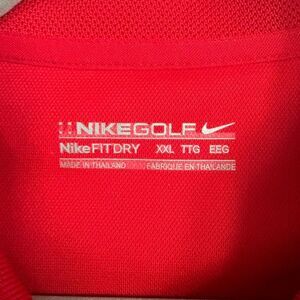 NIKEGOLF
NikeFITDRY XXL TTG EEG
MADE IN THAILAND FABRIQUE EN THAILANDE